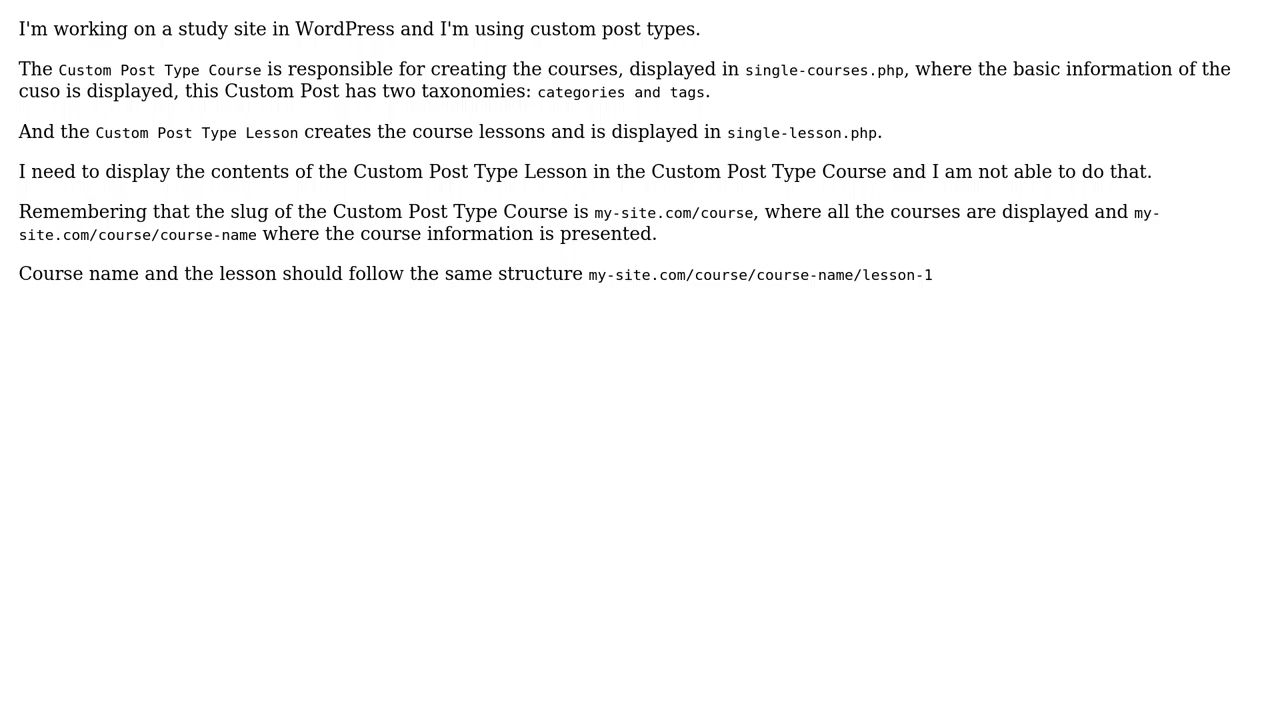 I'm working on a study site in WordPress and I'm using custom post types.
The Custom Post Type Course is responsible for creating the courses, displayed in single-courses.php, where the basic information of the
cuso is displayed, this Custom Post has two taxonomies: categories and tags.
And the Custom Post Type Lesson creates the course lessons and is displayed in single-lesson.php.
I need to display the contents of the Custom Post Type Lesson in the Custom Post Type Course and I am not able to do that.
Remembering that the slug of the Custom Post Type Course is my-site.com/course, where all the courses are displayed and my-
site.com/course/course-name where the course information is presented.
Course name and the lesson should follow the same structure my-site.com/course/course-name/lesson-1